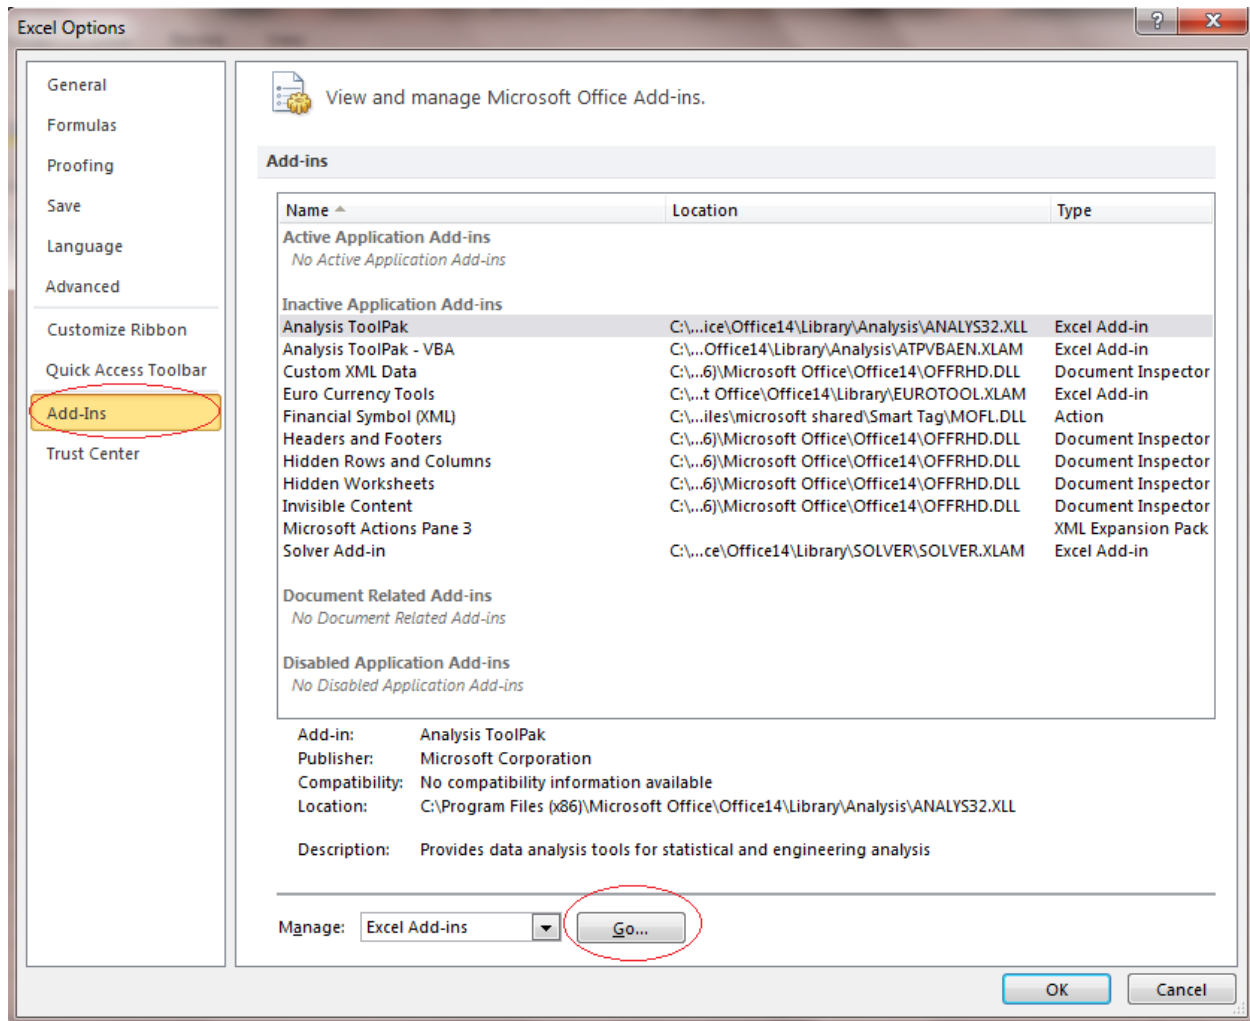 Excel Options
General
Formulas
Proofing
Save
Language
Advanced
Customize Ribbon
Quick Access Toolbar
Add-Ins
Trust Center
View and manage Microsoft Office Add-ins.
Add-ins
Name Location Type
Active Application Add-ins
No Active Application Add-ins
Inactive Application Add-ins
Analysis ToolPak C:\...ice\Office14\Library\Analysis\ANALYS32.XLL Excel Add-in
Analysis ToolPak - VBA C:\...Office14\Library\Analysis\ATPVBAEN.XLAM Excel Add-in
Custom XML Data C:\...6)\Microsoft Office\Office14\OFFRHD.DLL Document Inspector
Euro Currency Tools C:\...t Office\Office14\Library\EUROTOOL.XLAM Excel Add-in
Financial Symbol (XML) C:\...iles\microsoft shared\Smart Tag\MOFL.DLL Action
Headers and Footers C:\...6)\Microsoft Office\Office14\OFFRHD.DLL Document Inspector
Hidden Rows and Columns C:\...6)\Microsoft Office\Office14\OFFRHD.DLL Document Inspector
Hidden Worksheets C:\...6)\Microsoft Office\Office14\OFFRHD.DLL Document Inspector
Invisible Content C:\...6)\Microsoft Office\Office14\OFFRHD.DLL Document Inspector
Microsoft Actions Pane 3 XML Expansion Pack
Solver Add-in C:\...ce\Office14\Library\SOLVER\SOLVER.XLAM Excel Add-in
Document Related Add-ins
No Document Related Add-ins
Disabled Application Add-ins
No Disabled Application Add-ins
Add-in: Analysis ToolPak
Publisher: Microsoft Corporation
Compatibility: No compatibility information available
Location: C:\Program Files (x86)\Microsoft Office\Office14\Library\Analysis\ANALYS32.XLL
Description: Provides data analysis tools for statistical and engineering analysis
Manage: Excel Add-ins Go...
OK Cancel